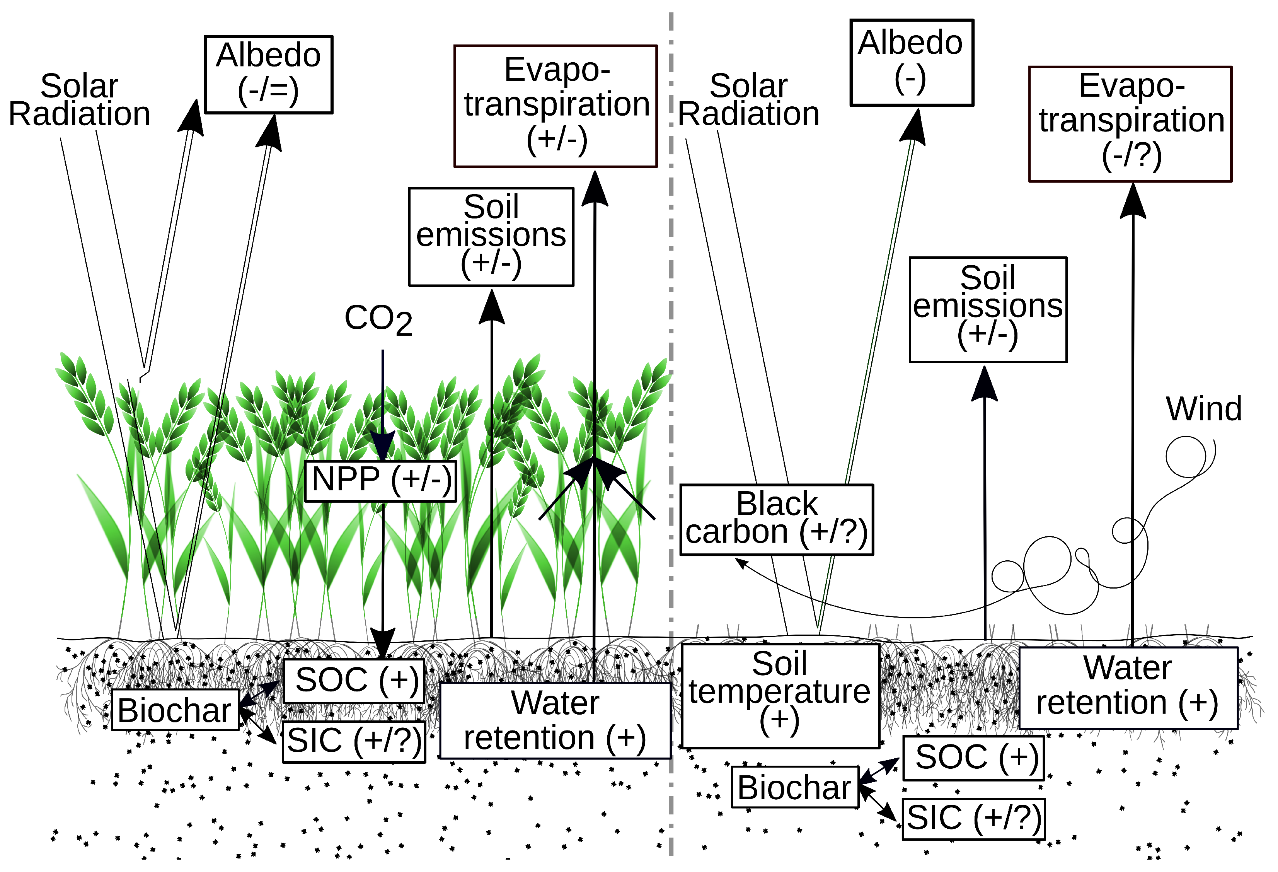 Solar
Radiation
Albedo
(-/=)
Evapo-
transpiration
(+/-)
Soil
emissions
(+/-)
CO2
NPP (+/-)
Biochar
SOC (+)
SIC (+/?)
Water
retention (+)
Solar
Radiation
Albedo
(-)
Evapo-
transpiration
(-/?)
Soil
emissions
(+/-)
Wind
Black
carbon (+/?)
Soil
temperature
(+)
Water
retention (+)
Biochar
SOC (+)
SIC (+/?)